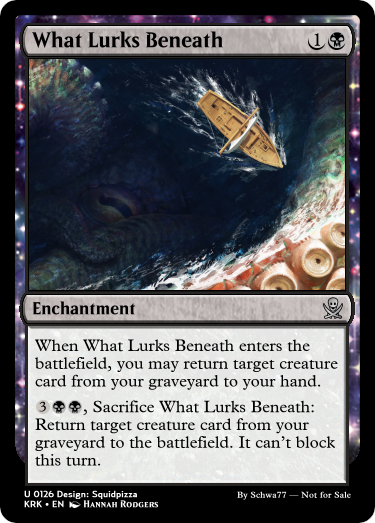 What Lurks Beneath 1
Enchantment
When What Lurks Beneath enters the
battlefield, you may return target creature
card from your graveyard to your hand.
3, Sacrifice What Lurks Beneath:
Return target creature card from your
graveyard to the battlefield. It can't block
this turn.
U 0126 Design: Squidpizza
KRK • EN Hannah Rodgers
By Schwa77 — Not for Sale